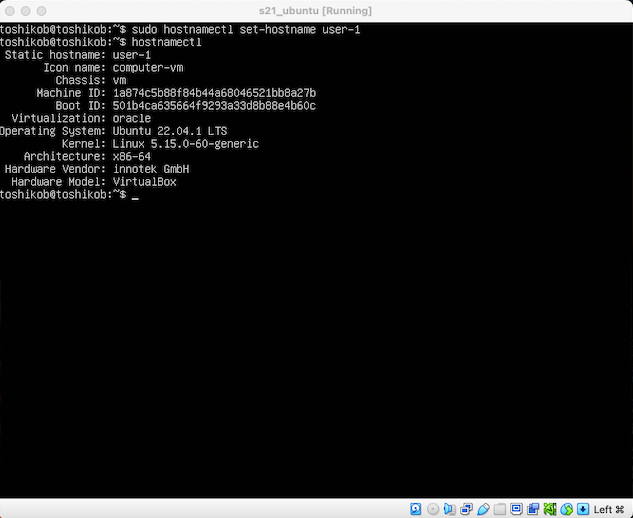 s21_ubuntu [Running]
toshikob@toshikob:~$ sudo hostnamectl set-hostname user-1
toshikob@toshikob:~$ hostnamectl
Static hostname: user-1
Icon name: computer-vm
Chassis: vm
Machine ID: 1a874c5b88f84b44a68046521bb8a27b
Boot ID: 501b4ca635664f9293a33d8b88e4b60c
Virtualization: oracle
Operating System: Ubuntu 22.04.1 LTS
Kernel: Linux 5.15.0-60-generic
Architecture: x86-64
Hardware Vendor: innotek GmbH
Hardware Model: VirtualBox
toshikob@toshikob:~$ _
Left ⌘